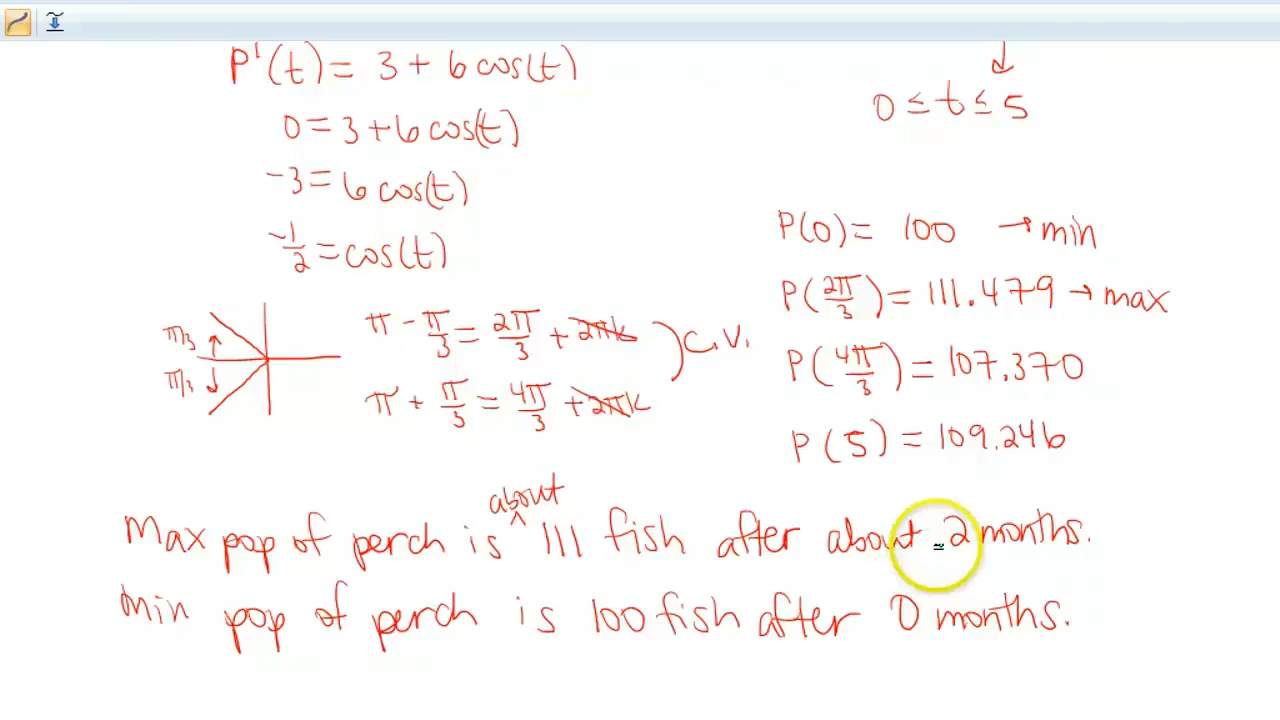 P'(t) = 3 + 6 cos(t)
0 = 3 + 6 cos(t)
-3 = 6 cos(t)
-1/2 = cos(t)
π/3
π/3
π - π/3 = 2π/3 + 2πk
π + π/3 = 4π/3 + 2πk
) C.V.
0 ≤ t ≤ 5
P(0) = 100 → min
P(2π/3) = 111.479 → max
P(4π/3) = 107.370
P(5) = 109.246
Max pop of perch is about 111 fish after about 2 months.
Min pop of perch is 100 fish after 0 months.